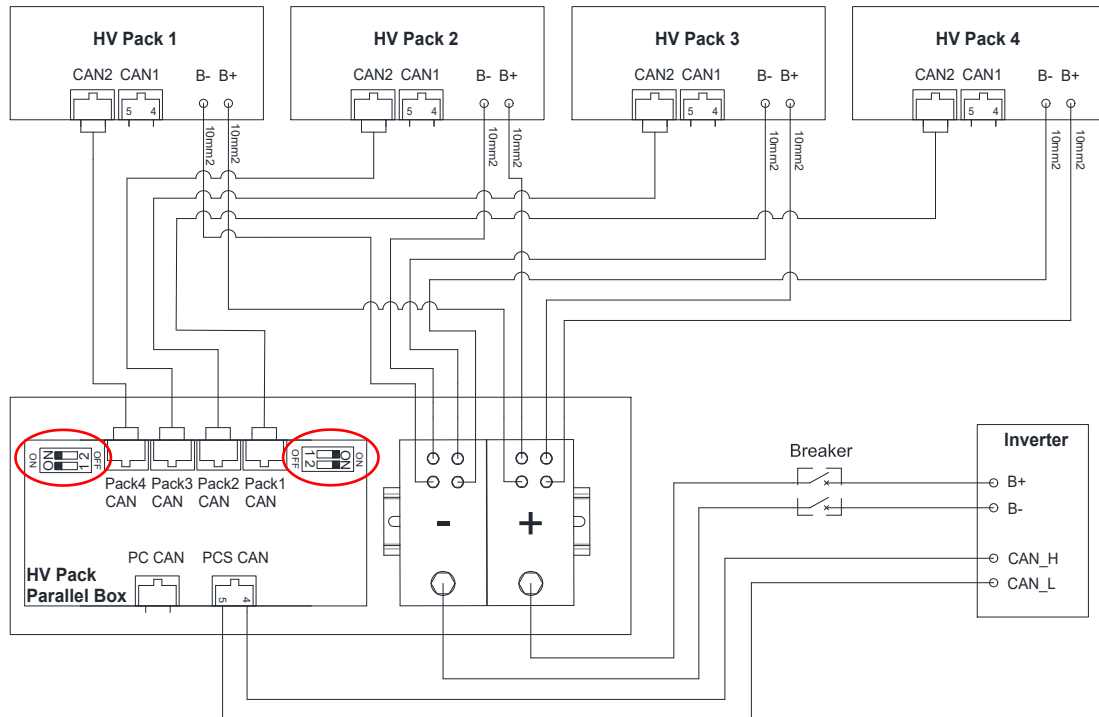 HV Pack 1
HV Pack 2
HV Pack 3
HV Pack 4
CAN2 CAN1 B- B+
CAN2 CAN1 B- B+
CAN2 CAN1 B- B+
CAN2 CAN1 B- B+
5 4
5 4
5 4
5 4
10mm2 10mm2
10mm2 10mm2
10mm2 10mm2
10mm2 10mm2
ON
ON
1 2
OFF
OFF
1 2
ON
ON
Pack4 CAN
Pack3 CAN
Pack2 CAN
Pack1 CAN
PC CAN
PCS CAN
5 4
HV Pack
Parallel Box
-
+
Breaker
Inverter
B+
B-
CAN_H
CAN_L